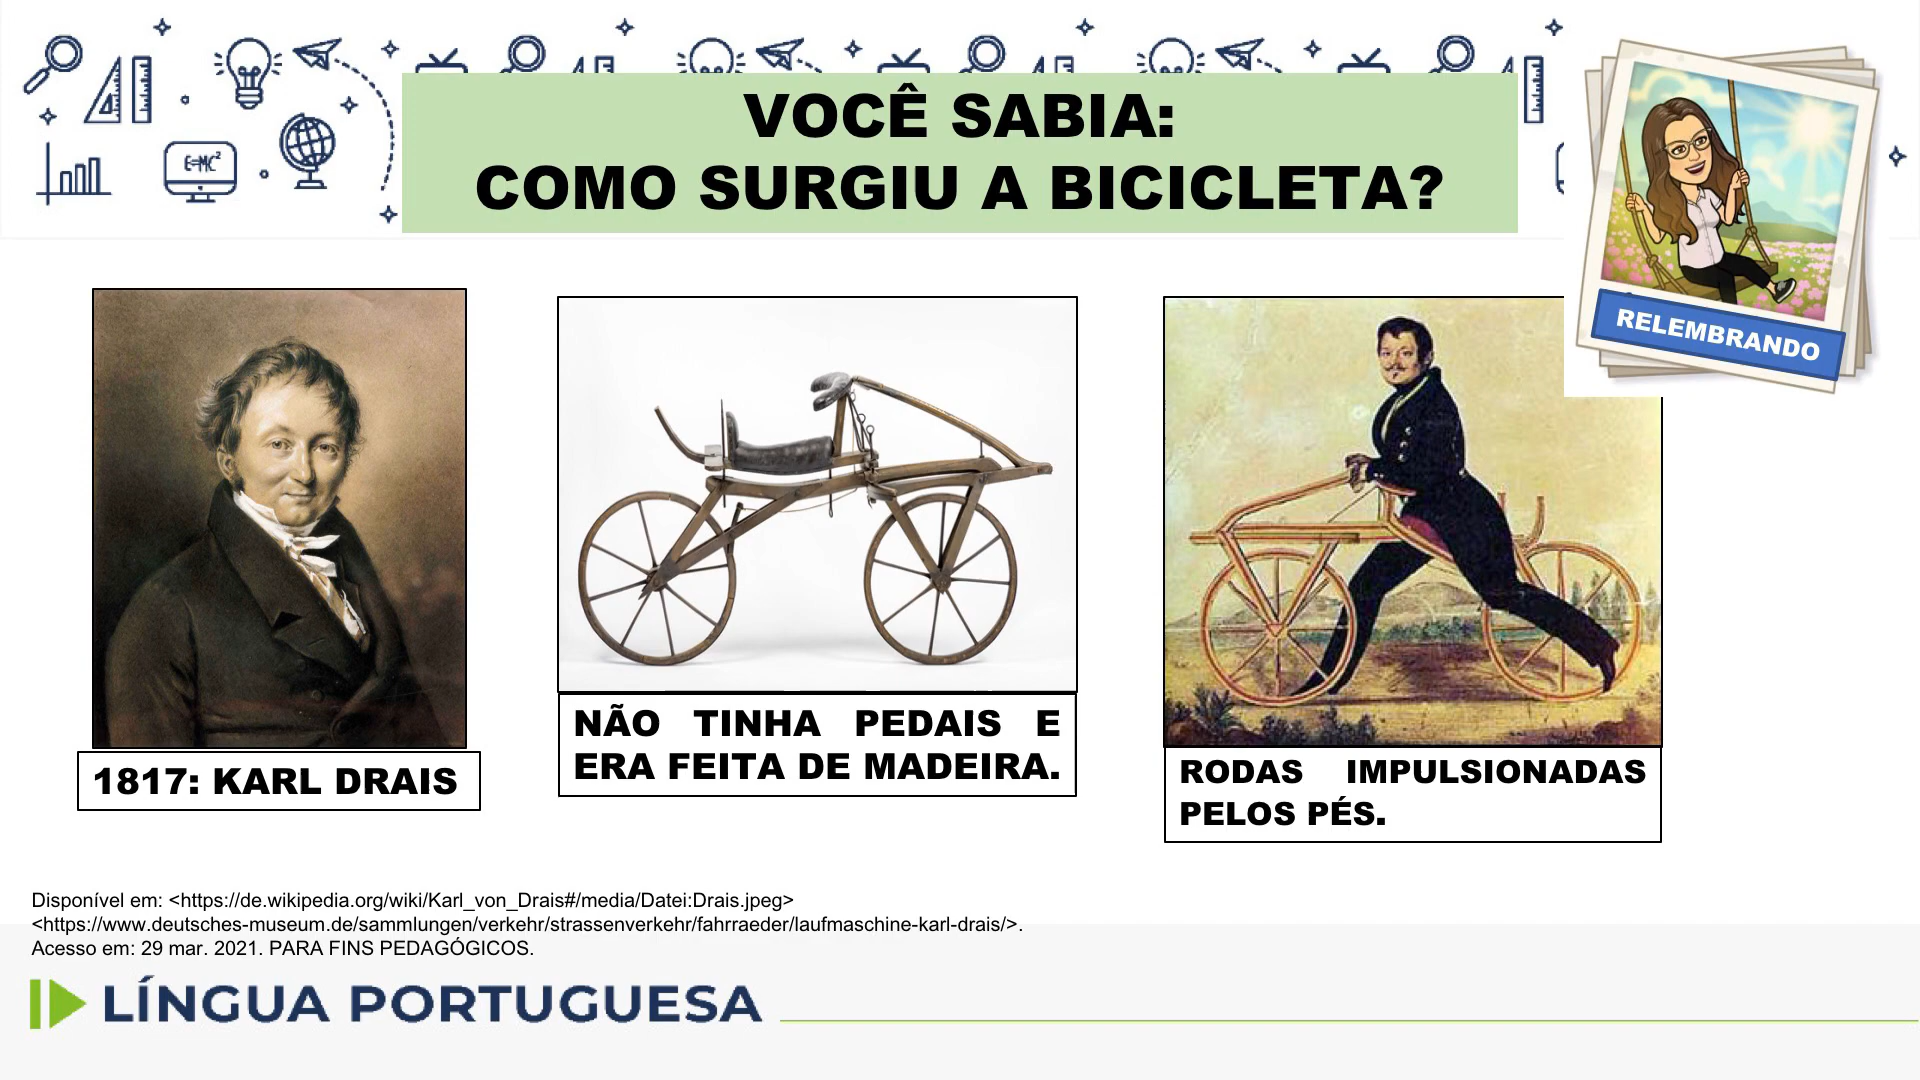 VOCÊ SABIA:
COMO SURGIU A BICICLETA?
E=MC²
RELEMBRANDO
1817: KARL DRAIS
NÃO TINHA PEDAIS E
ERA FEITA DE MADEIRA.
RODAS IMPULSIONADAS
PELOS PÉS.
Disponível em: <https://de.wikipedia.org/wiki/Karl_von_Drais#/media/Datei:Drais.jpeg>
<https://www.deutsches-museum.de/sammlungen/verkehr/strassenverkehr/fahrraeder/laufmaschine-karl-drais/>.
Acesso em: 29 mar. 2021. PARA FINS PEDAGÓGICOS.
LÍNGUA PORTUGUESA